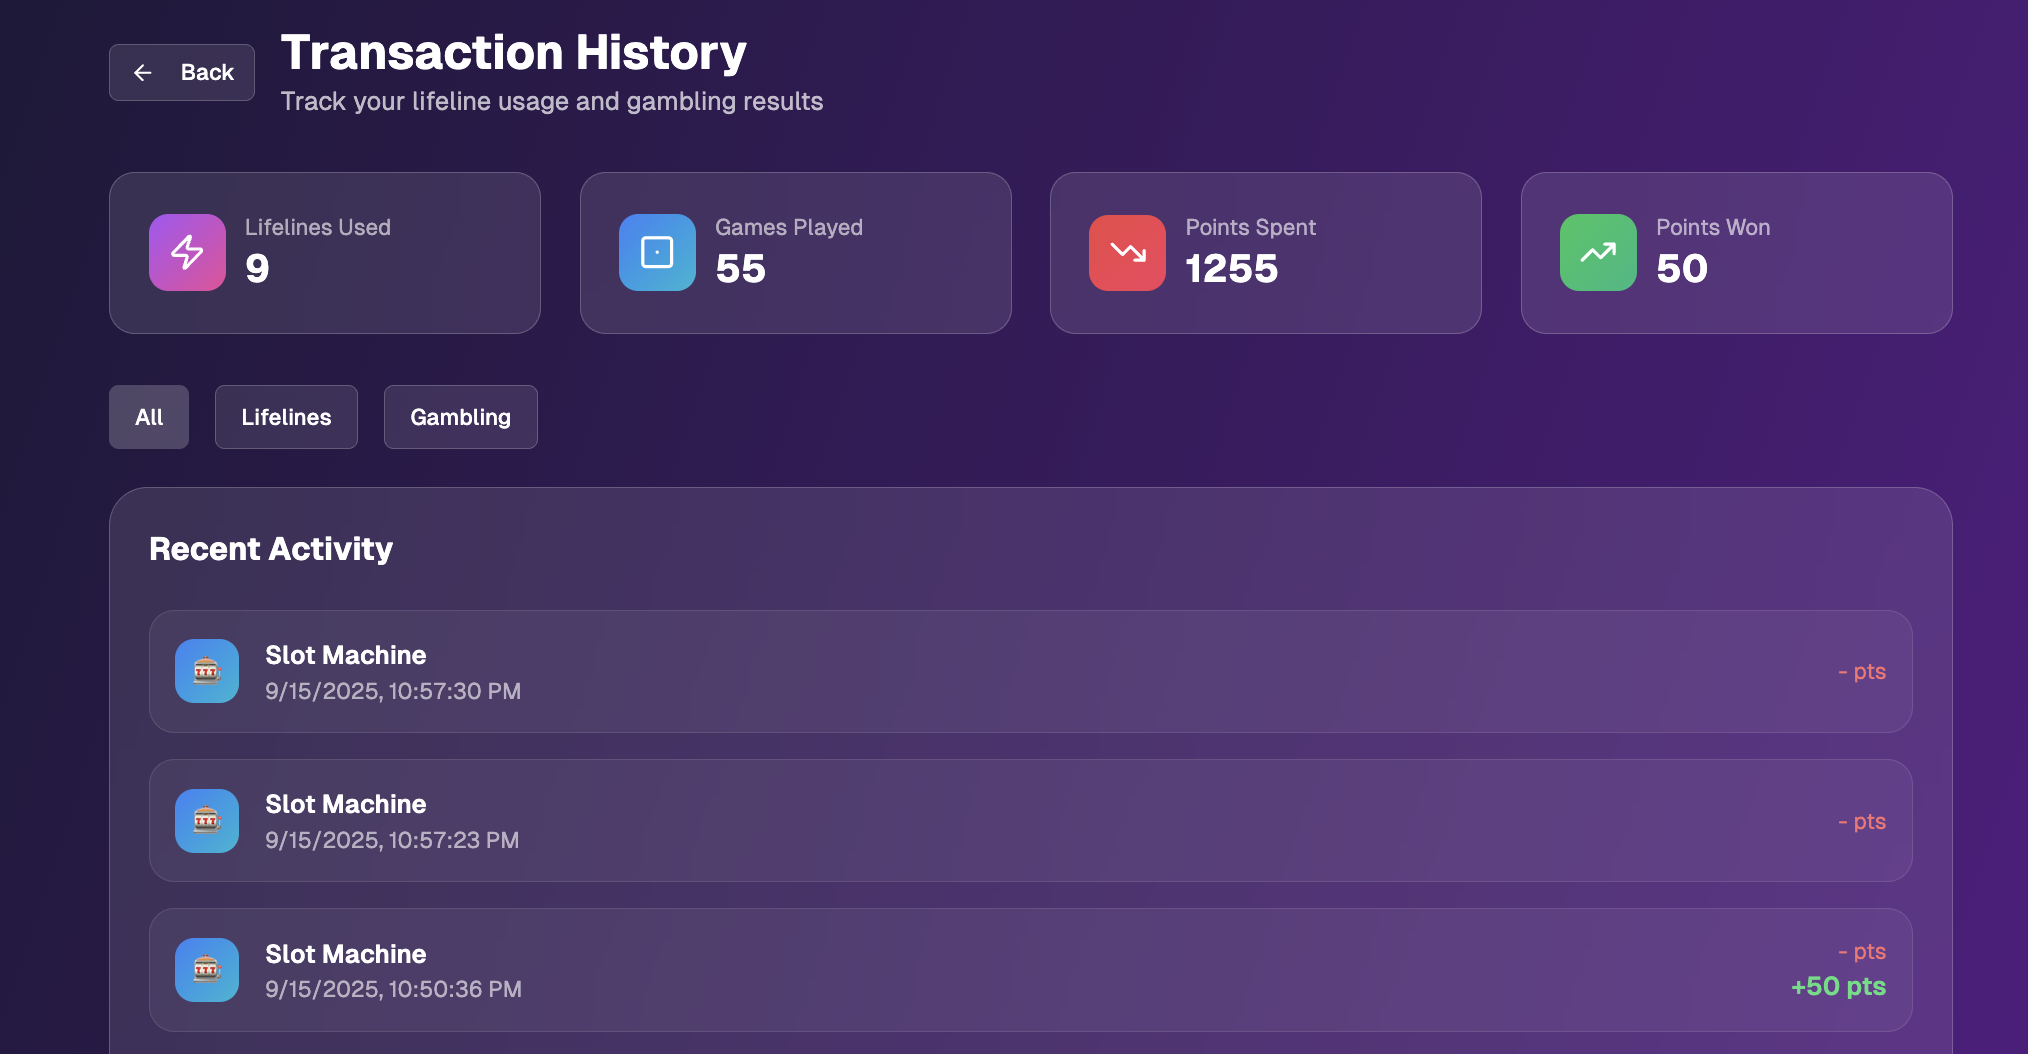 Back
Transaction History
Track your lifeline usage and gambling results
Lifelines Used
9
Games Played
55
Points Spent
1255
Points Won
50
All
Lifelines
Gambling
Recent Activity
Slot Machine
9/15/2025, 10:57:30 PM
- pts
Slot Machine
9/15/2025, 10:57:23 PM
- pts
Slot Machine
9/15/2025, 10:50:36 PM
- pts
+50 pts